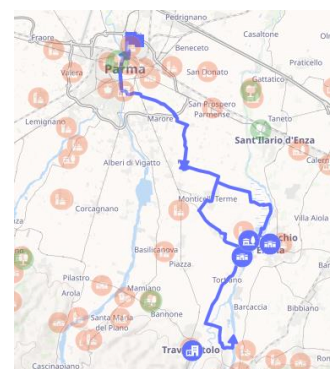 Pedrignano
Fraore
Beneceto
Casaltone
Praticello
Parma
Valera
San Donato
Gattatico
San Prospero
Parmense
Taneto
Lemignano
Marore
Sant'Ilario d'Enza
Alberi di Vigatto
Corcagnano
Monticelli Terme
Villa Aiola
Basilicanova
Piazza
Pilastro
Arola
Mamiano
Barcaccia
Bibbiano
Bannone
Santa Maria
del Piano
Cascinapiano